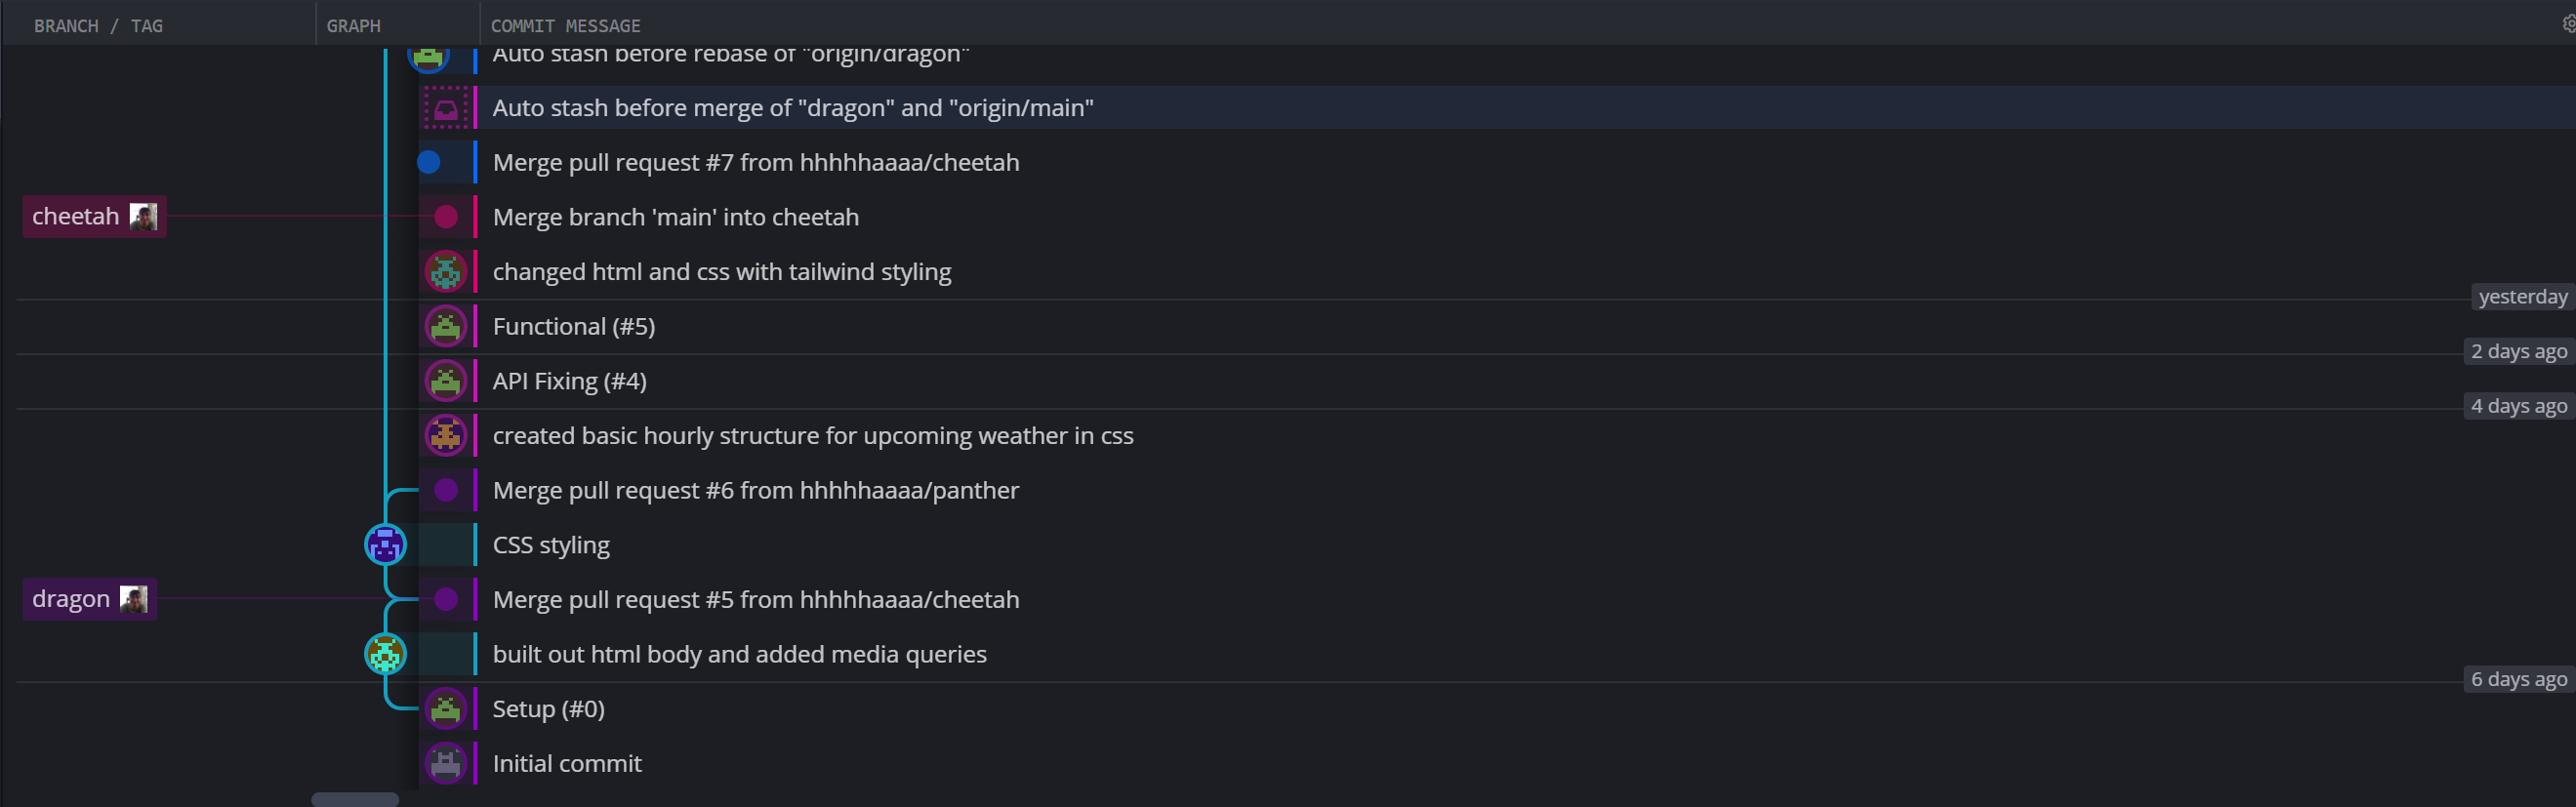 BRANCH / TAG GRAPH COMMIT MESSAGE
Auto stash before rebase of "origin/dragon"
Auto stash before merge of "dragon" and "origin/main"
Merge pull request #7 from hhhhhaaaa/cheetah
cheetah Merge branch 'main' into cheetah
changed html and css with tailwind styling
yesterday
Functional (#5)
2 days ago
API Fixing (#4)
4 days ago
created basic hourly structure for upcoming weather in css
Merge pull request #6 from hhhhhaaaa/panther
CSS styling
dragon Merge pull request #5 from hhhhhaaaa/cheetah
built out html body and added media queries
6 days ago
Setup (#0)
Initial commit